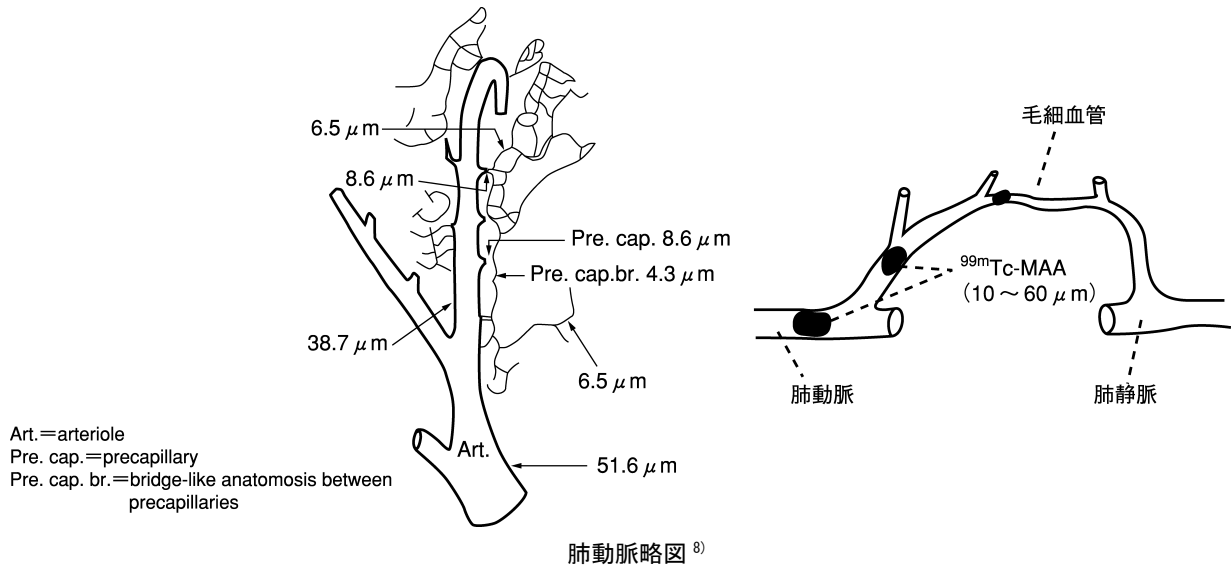 6.5 μm
8.6 μm
Pre. cap. 8.6 μm
Pre. cap.br. 4.3 μm
38.7 μm
6.5 μm
Art.
51.6 μm
Art.＝arteriole
Pre. cap.＝precapillary
Pre. cap. br.＝bridge-like anatomosis between
precapillaries
毛細血管
99mTc-MAA
（10～60 μm）
肺動脈
肺静脈
肺動脈略図 8)